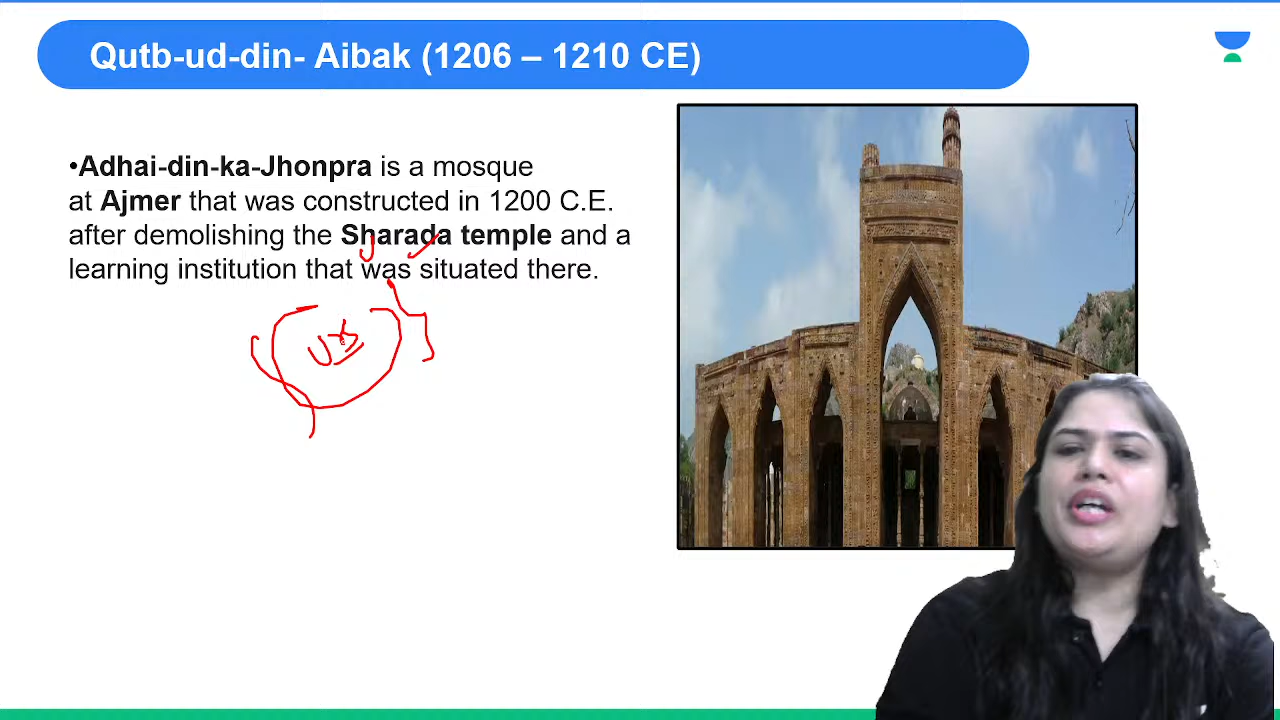 Qutb-ud-din- Aibak (1206 – 1210 CE)
•Adhai-din-ka-Jhonpra is a mosque
at Ajmer that was constructed in 1200 C.E.
after demolishing the Sharada temple and a
learning institution that was situated there.